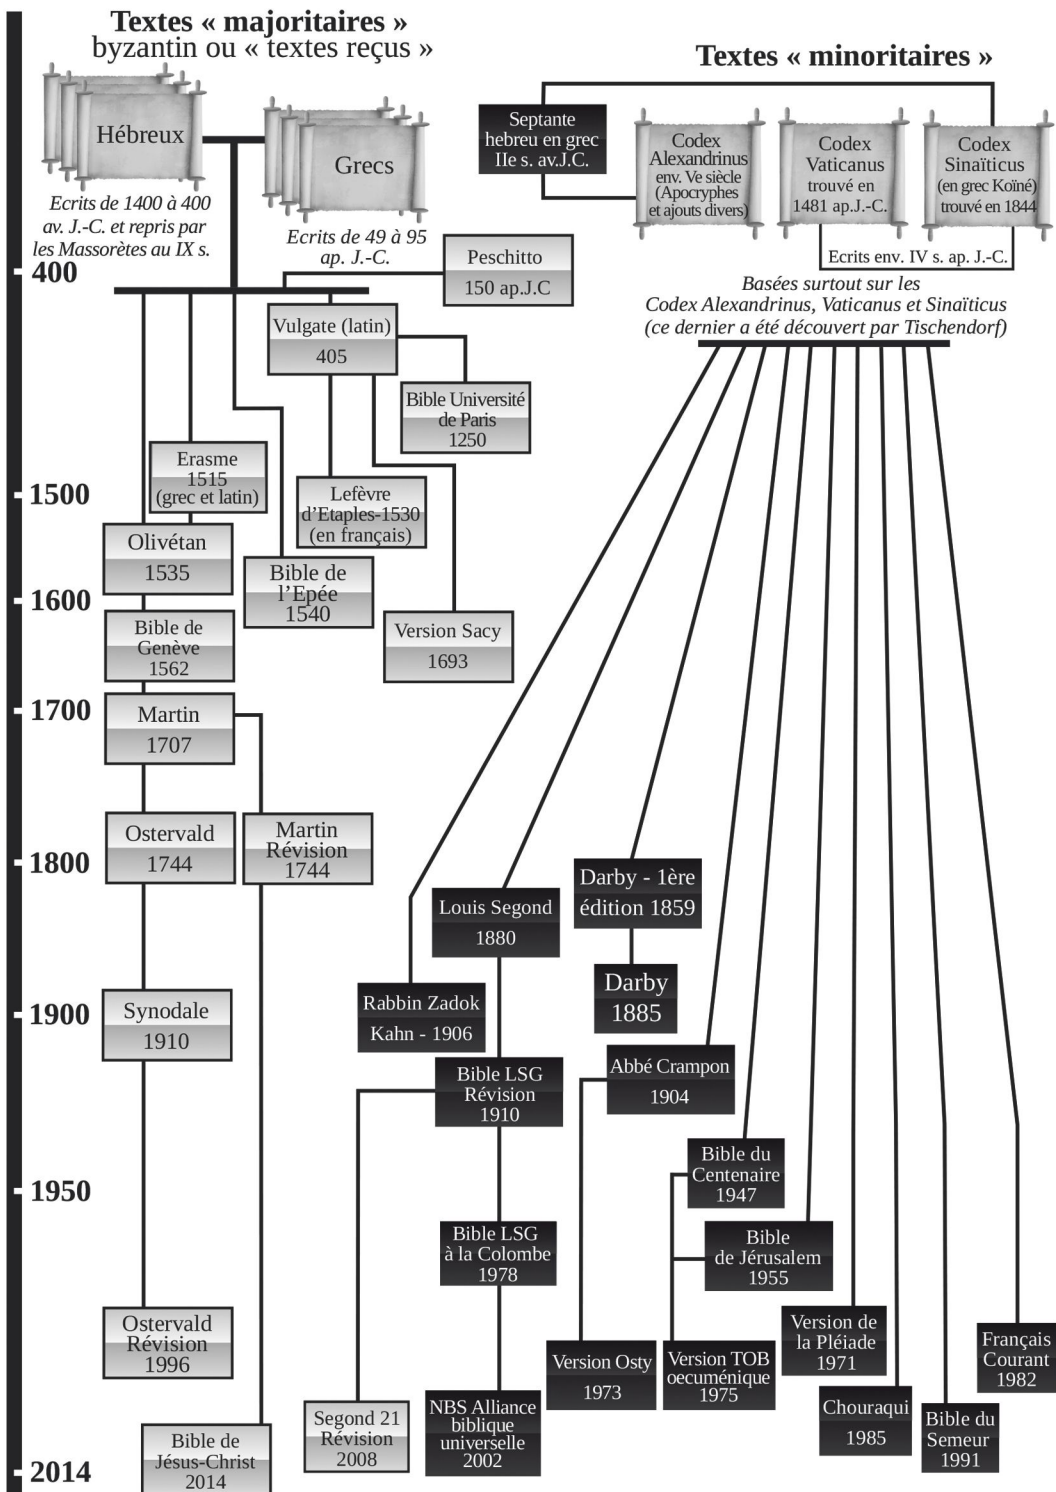 Textes « majoritaires »
byzantin ou « textes reçus »
Hébreux
Grecs
Ecrits de 1400 à 400
av. J.-C. et repris par
les Massorètes au IX s.
Ecrits de 49 à 95
ap. J.-C.
Textes « minoritaires »
Septante
hebreu en grec
IIe s. av.J.C.
Codex
Alexandrinus
env. Ve siècle
(Apocryphes
et ajouts divers)
Codex
Vaticanus
trouvé en
1481 ap.J.-C.
Codex
Sinaïticus
(en grec Koïné)
trouvé en 1844
Ecrits env. IV s. ap. J.-C.
Basées surtout sur les
Codex Alexandrinus, Vaticanus et Sinaïticus
(ce dernier a été découvert par Tischendorf)
400
1500
1600
1700
1800
1900
1950
2014
Peschitto
150 ap.J.C
Vulgate (latin)
405
Bible Université
de Paris
1250
Erasme
1515
(grec et latin)
Lefèvre
d'Etaples-1530
(en français)
Olivétan
1535
Bible de
l'Epée
1540
Bible de
Genève
1562
Version Sacy
1693
Martin
1707
Ostervald
1744
Martin
Révision
1744
Synodale
1910
Ostervald
Révision
1996
Bible de
Jésus-Christ
2014
Louis Segond
1880
Darby - 1ère
édition 1859
Darby
1885
Rabbin Zadok
Kahn - 1906
Bible LSG
Révision
1910
Abbé Crampon
1904
Bible du
Centenaire
1947
Bible LSG
à la Colombe
1978
Bible
de Jérusalem
1955
Version de
la Pléiade
1971
Français
Courant
1982
Version Osty
1973
Version TOB
oecuménique
1975
Segond 21
Révision
2008
NBS Alliance
biblique
universelle
2002
Chouraqui
1985
Bible du
Semeur
1991